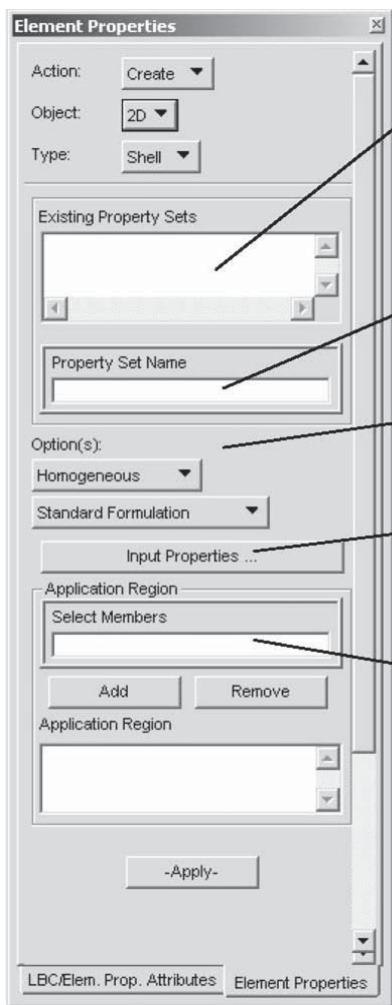 Element Properties
Action: Create
Object: 2D
Type: Shell
Existing Property Sets
Property Set Name
Option(s):
Homogeneous
Standard Formulation
Input Properties ...
Application Region
Select Members
Add Remove
Application Region
-Apply-
LBC/Elem. Prop. Attributes Element Properties